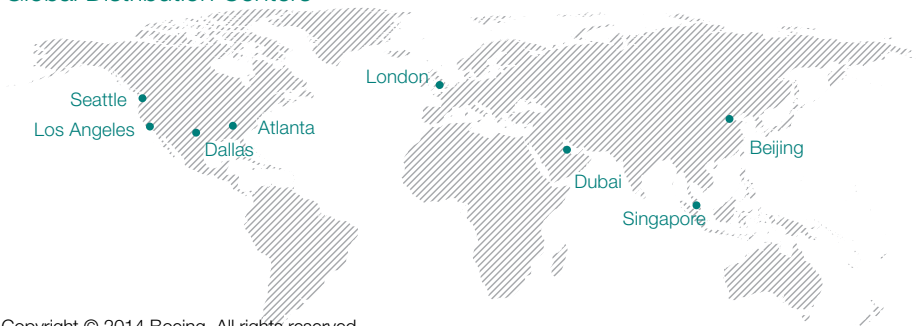 Global Distribution Centers
London
Seattle
Los Angeles
Atlanta
Dallas
Beijing
Dubai
Singapore
Copyright © 2014 Boeing. All rights reserved.